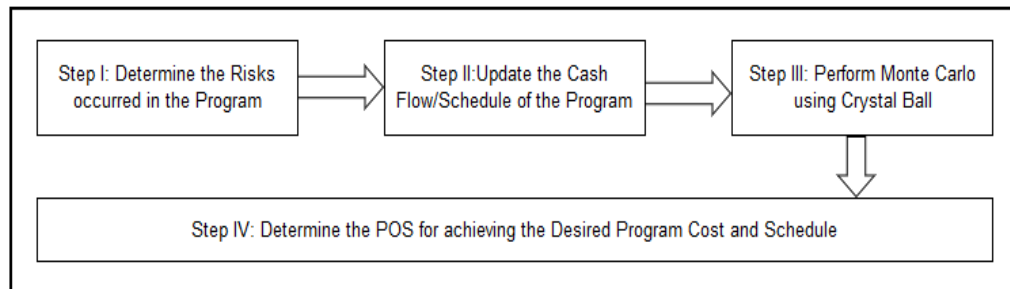 Step I: Determine the Risks
occurred in the Program
Step II:Update the Cash
Flow/Schedule of the Program
Step III: Perform Monte Carlo
using Crystal Ball
Step IV: Determine the POS for achieving the Desired Program Cost and Schedule